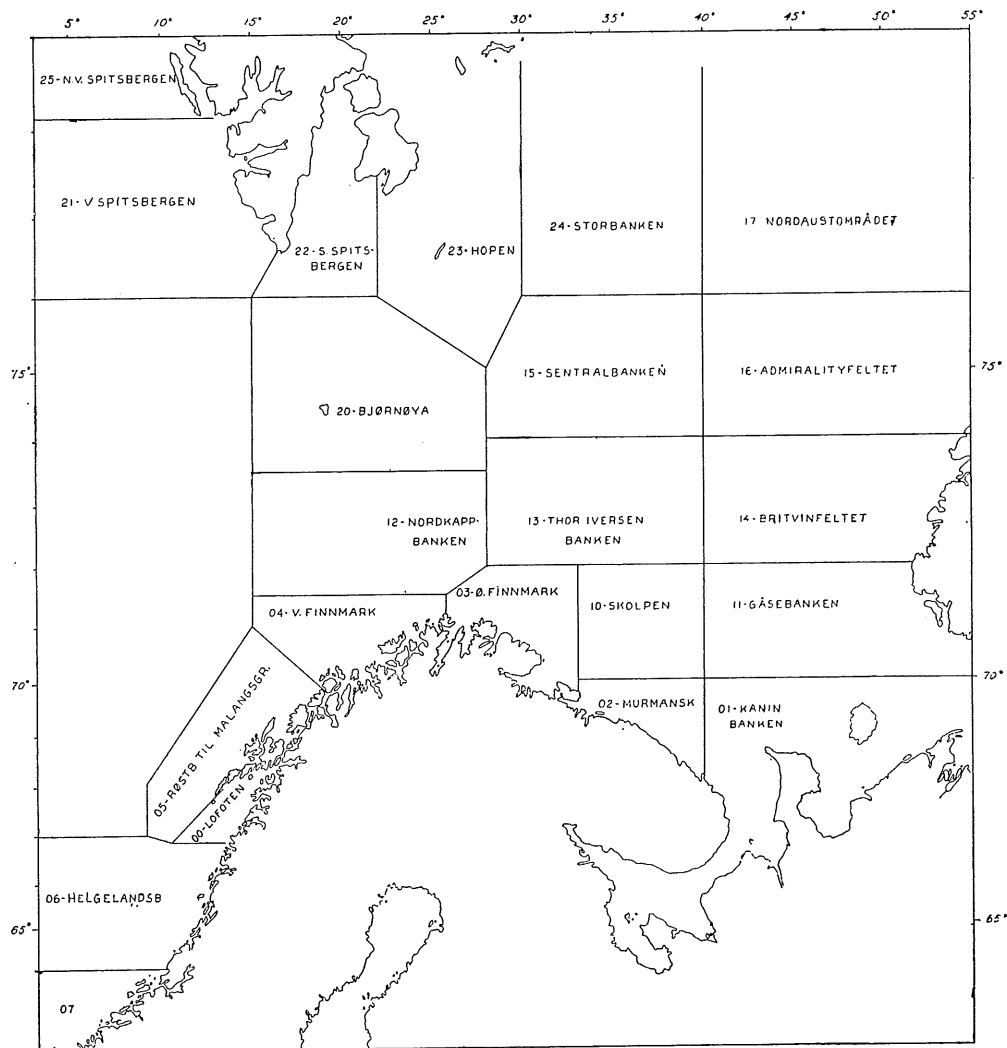 5° 10° 15° 20° 25° 30° 35° 40° 45° 50° 55°
25-N.V. SPITSBERGEN
21-V SPITSBERGEN
22-S. SPITS-
BERGEN
23-HOPEN
24-STORBANKEN
17 NORDAUSTOMRÅDET
75°
15-SENTRALBANKEN
16-ADMIRALITYFELTET
75°
20-BJØRNØYA
12-NORDKAPP-
BANKEN
13-THOR IVERSEN
BANKEN
14-BRITVINFELTET
04-V. FINNMARK
03-Ø. FINNMARK
10-SKOLPEN
11-GÅSEBANKEN
70°
70°
05-RØSTB TIL MALANGSGR.
00-LOFOTEN
02-MURMANSK
01-KANIN
BANKEN
06-HELGELANDSB
65°
65°
07